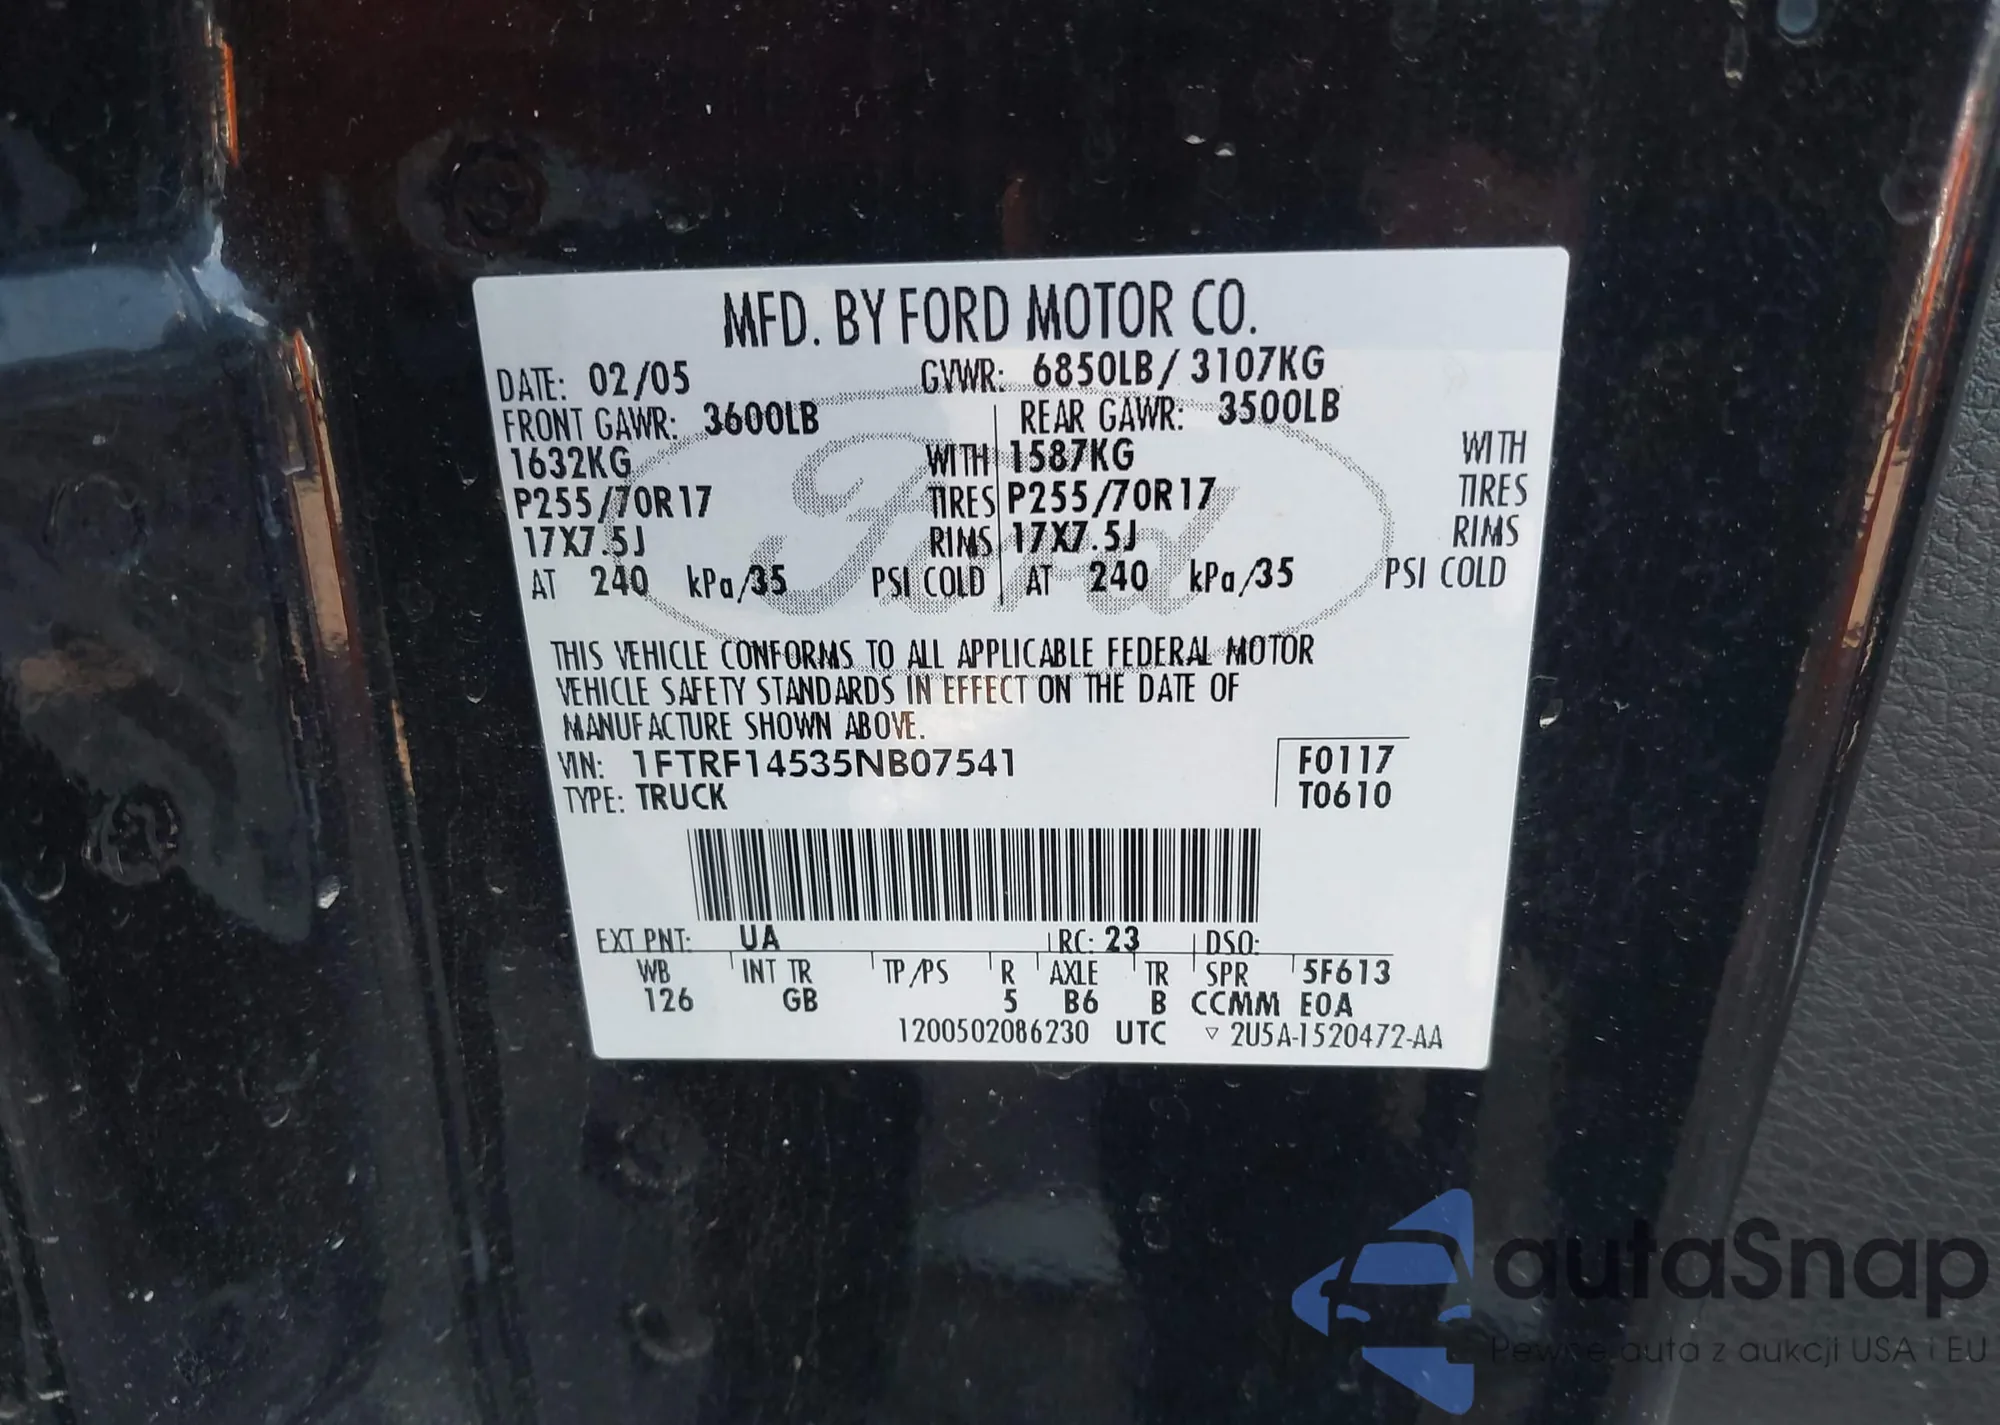 MFD. BY FORD MOTOR CO.
DATE: 02/05 GVWR: 6850LB/ 3107KG
FRONT GAWR: 3600LB REAR GAWR: 3500LB
1632KG WITH 1587KG WITH
P255/70R17 TIRES P255/70R17 TIRES
17X7.5J RIMS 17X7.5J RIMS
AT 240 kPa/35 PSI COLD AT 240 kPa/35 PSI COLD
Ford
THIS VEHICLE CONFORMS TO ALL APPLICABLE FEDERAL MOTOR
VEHICLE SAFETY STANDARDS IN EFFECT ON THE DATE OF
MANUFACTURE SHOWN ABOVE.
VIN: 1FTRF14535NB07541 F0117
TYPE: TRUCK T0610
EXT PNT: UA RC: 23 DSO:
WB INT TR TP/PS R AXLE TR SPR 5F613
126 GB 5 B6 B CCMM E0A
1200502086230 UTC ▽ 2U5A-1520472-AA
autaSnap
Pewne auta z aukcji USA i EU